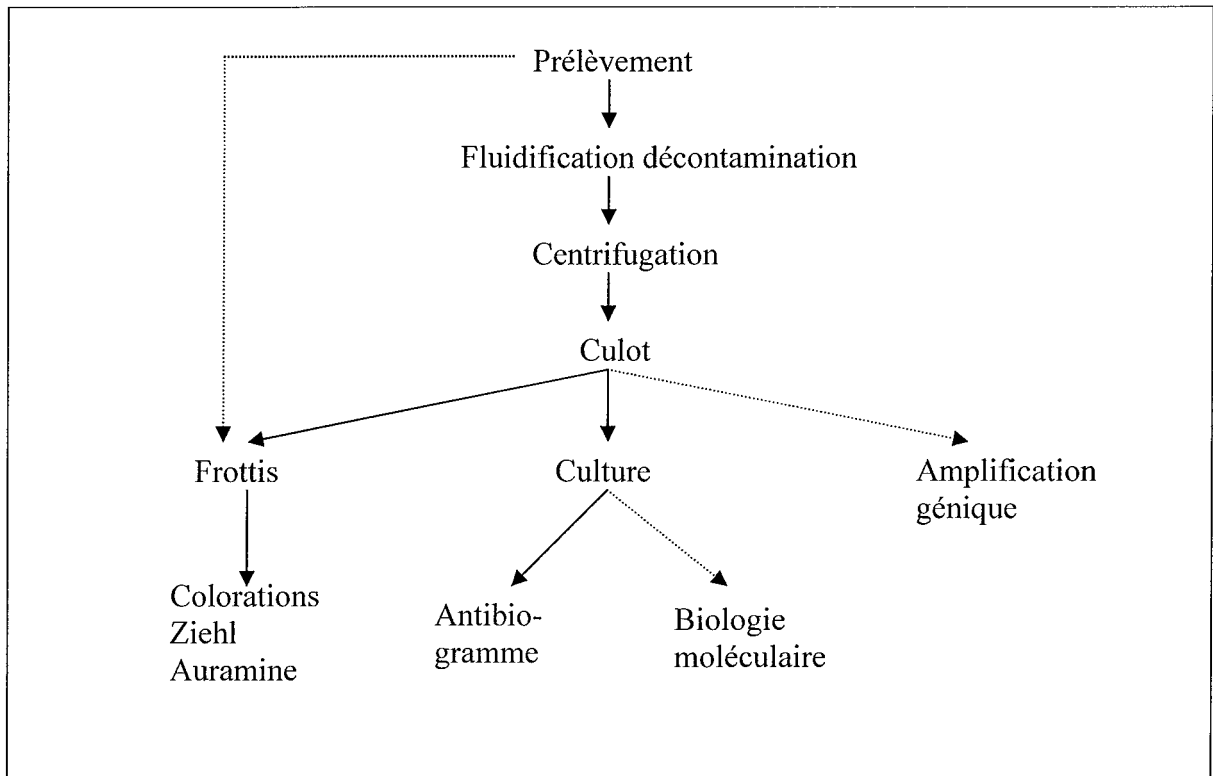 Prélèvement
Fluidification décontamination
Centrifugation
Culot
Frottis
Culture
Amplification
génique
Colorations
Ziehl
Auramine
Antibio-
gramme
Biologie
moléculaire